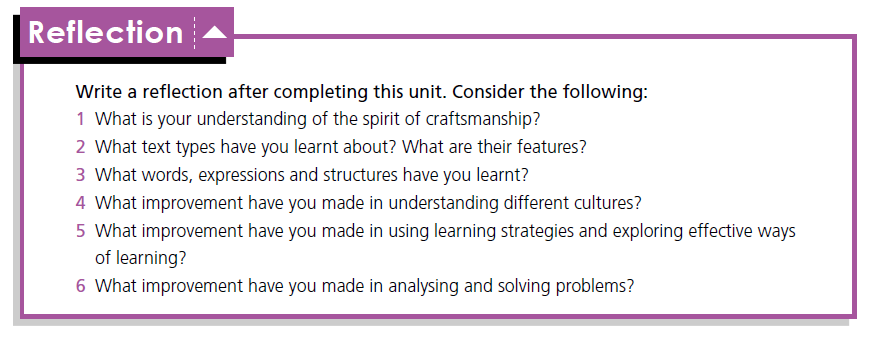 Reflection
Write a reflection after completing this unit. Consider the following:
1 What is your understanding of the spirit of craftsmanship?
2 What text types have you learnt about? What are their features?
3 What words, expressions and structures have you learnt?
4 What improvement have you made in understanding different cultures?
5 What improvement have you made in using learning strategies and exploring effective ways
of learning?
6 What improvement have you made in analysing and solving problems?